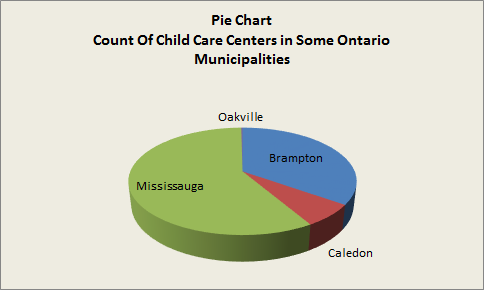 Pie Chart
Count Of Child Care Centers in Some Ontario
Municipalities
Oakville
Brampton
Mississauga
Caledon